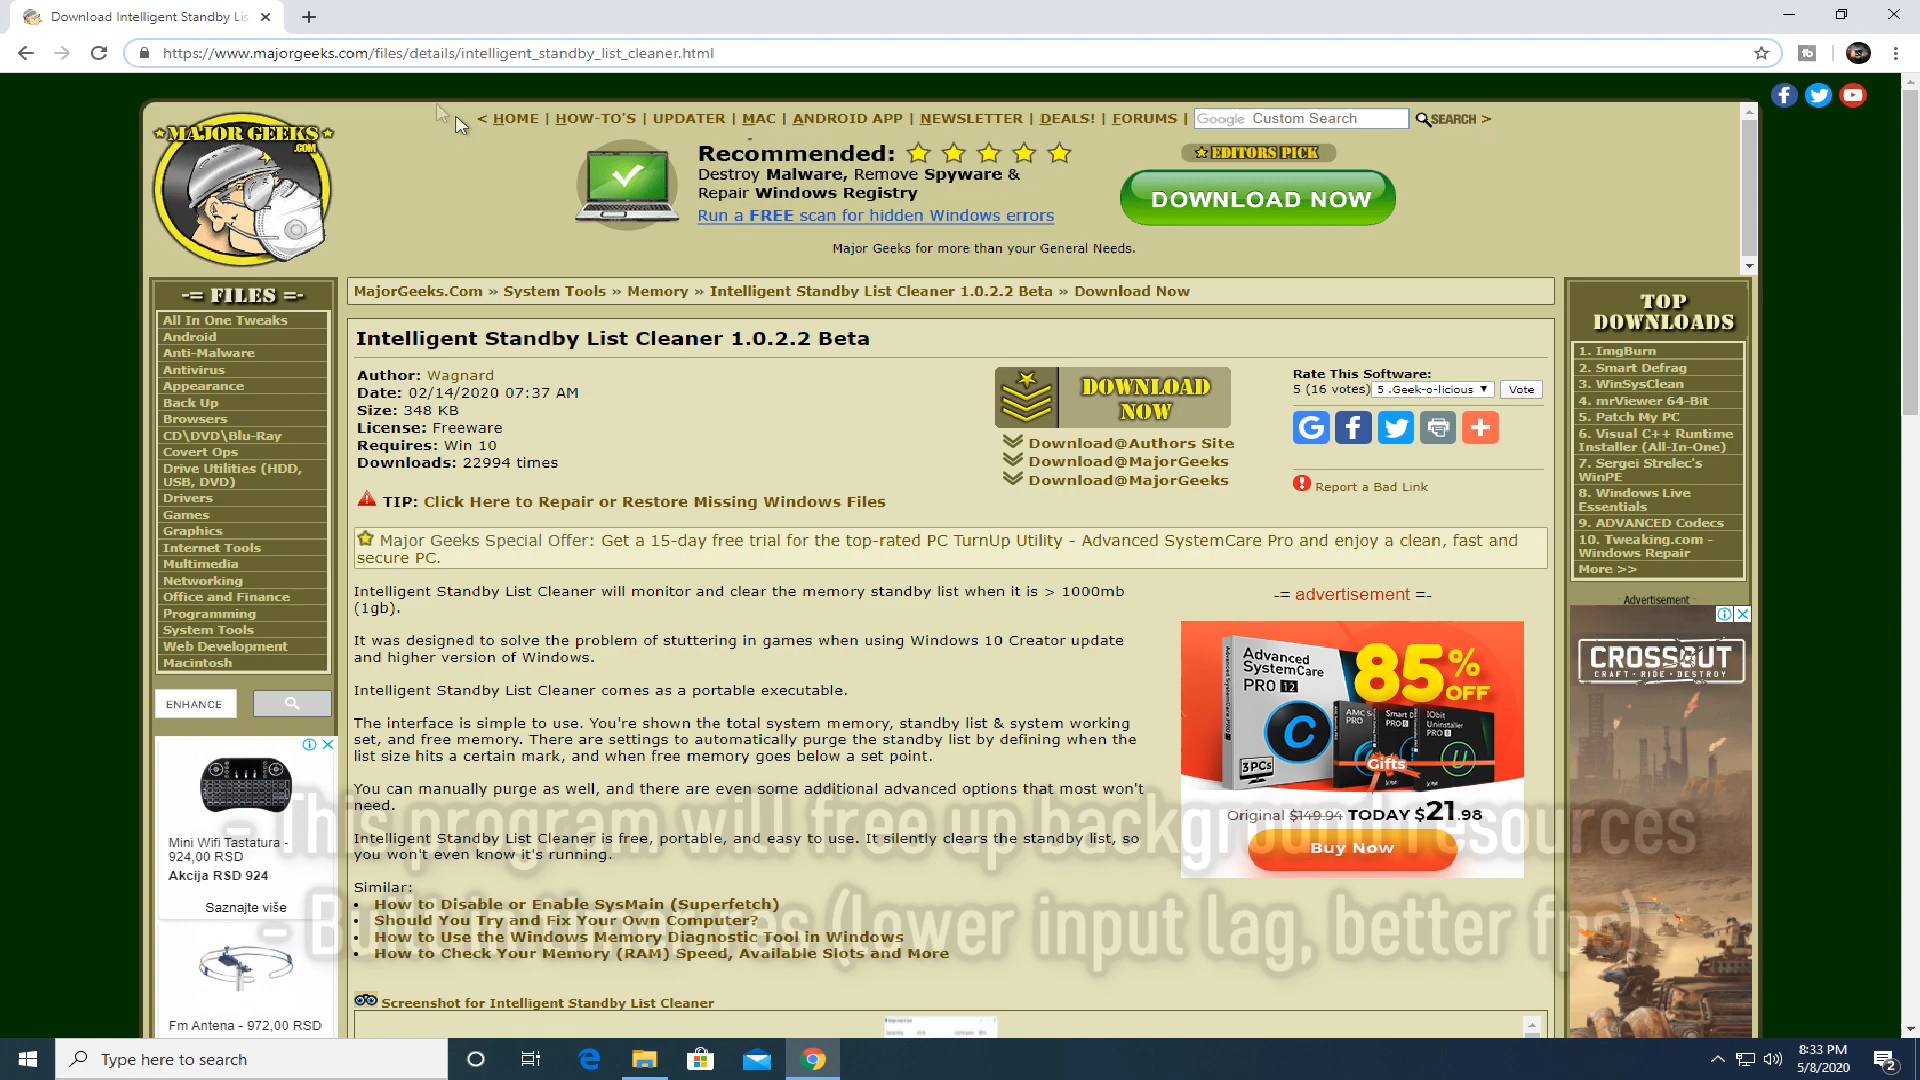 Download Intelligent Standby Lis
https://www.majorgeeks.com/files/details/intelligent_standby_list_cleaner.html
MAJOR GEEKS
.COM
< HOME | HOW-TO'S | UPDATER | MAC | ANDROID APP | NEWSLETTER | DEALS! | FORUMS |
Google Custom Search
SEARCH >
Recommended:
Destroy Malware, Remove Spyware &
Repair Windows Registry
Run a FREE scan for hidden Windows errors
EDITORS PICK
DOWNLOAD NOW
Major Geeks for more than your General Needs.
-= FILES =-
All In One Tweaks
Android
Anti-Malware
Antivirus
Appearance
Back Up
Browsers
CD\DVD\Blu-Ray
Covert Ops
Drive Utilities (HDD,
USB, DVD)
Drivers
Games
Graphics
Internet Tools
Multimedia
Networking
Office and Finance
Programming
System Tools
Web Development
Macintosh
ENHANCE
Mini Wifi Tastatura -
924,00 RSD
Akcija RSD 924
Saznajte više
Fm Antena - 972,00 RSD
MajorGeeks.Com » System Tools » Memory » Intelligent Standby List Cleaner 1.0.2.2 Beta » Download Now
Intelligent Standby List Cleaner 1.0.2.2 Beta
Author: Wagnard
Date: 02/14/2020 07:37 AM
Size: 348 KB
License: Freeware
Requires: Win 10
Downloads: 22994 times
DOWNLOAD
NOW
Download@Authors Site
Download@MajorGeeks
Download@MajorGeeks
Rate This Software:
5 (16 votes) 5 .Geek-o-licious Vote
Report a Bad Link
TIP: Click Here to Repair or Restore Missing Windows Files
Major Geeks Special Offer: Get a 15-day free trial for the top-rated PC TurnUp Utility - Advanced SystemCare Pro and enjoy a clean, fast and
secure PC.
Intelligent Standby List Cleaner will monitor and clear the memory standby list when it is > 1000mb
(1gb).
It was designed to solve the problem of stuttering in games when using Windows 10 Creator update
and higher version of Windows.
Intelligent Standby List Cleaner comes as a portable executable.
The interface is simple to use. You're shown the total system memory, standby list & system working
set, and free memory. There are settings to automatically purge the standby list by defining when the
list size hits a certain mark, and when free memory goes below a set point.
You can manually purge as well, and there are even some additional advanced options that most won't
need.
Intelligent Standby List Cleaner is free, portable, and easy to use. It silently clears the standby list, so
you won't even know it's running.
Similar:
• How to Disable or Enable SysMain (Superfetch)
• Should You Try and Fix Your Own Computer?
• How to Use the Windows Memory Diagnostic Tool in Windows
• How to Check Your Memory (RAM) Speed, Available Slots and More
Screenshot for Intelligent Standby List Cleaner
- This program will free up background resources
- Built in timer res (lower input lag, better fps)
-= advertisement =-
Advanced
SystemCare
PRO 12
85% OFF
3 PCs
Uninstaller
PRO
Gifts
Original $149.94 TODAY $21.98
Buy Now
TOP
DOWNLOADS
1. ImgBurn
2. Smart Defrag
3. WinSysClean
4. mrViewer 64-Bit
5. Patch My PC
6. Visual C++ Runtime
Installer (All-In-One)
7. Sergei Strelec's
WinPE
8. Windows Live
Essentials
9. ADVANCED Codecs
10. Tweaking.com -
Windows Repair
More >>
- Advertisement -
CROSSOUT
CRAFT • RIDE • DESTROY
Type here to search
8:33 PM
5/8/2020
2